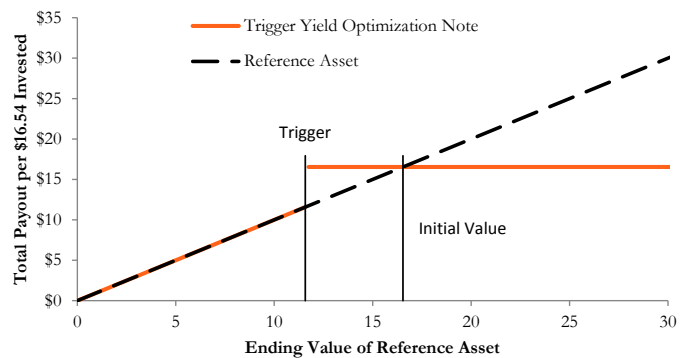 Trigger Yield Optimization Note
Reference Asset
Total Payout per $16.54 Invested
$35
$30
$25
$20
$15
$10
$5
$0
Trigger
Initial Value
0 5 10 15 20 25 30
Ending Value of Reference Asset